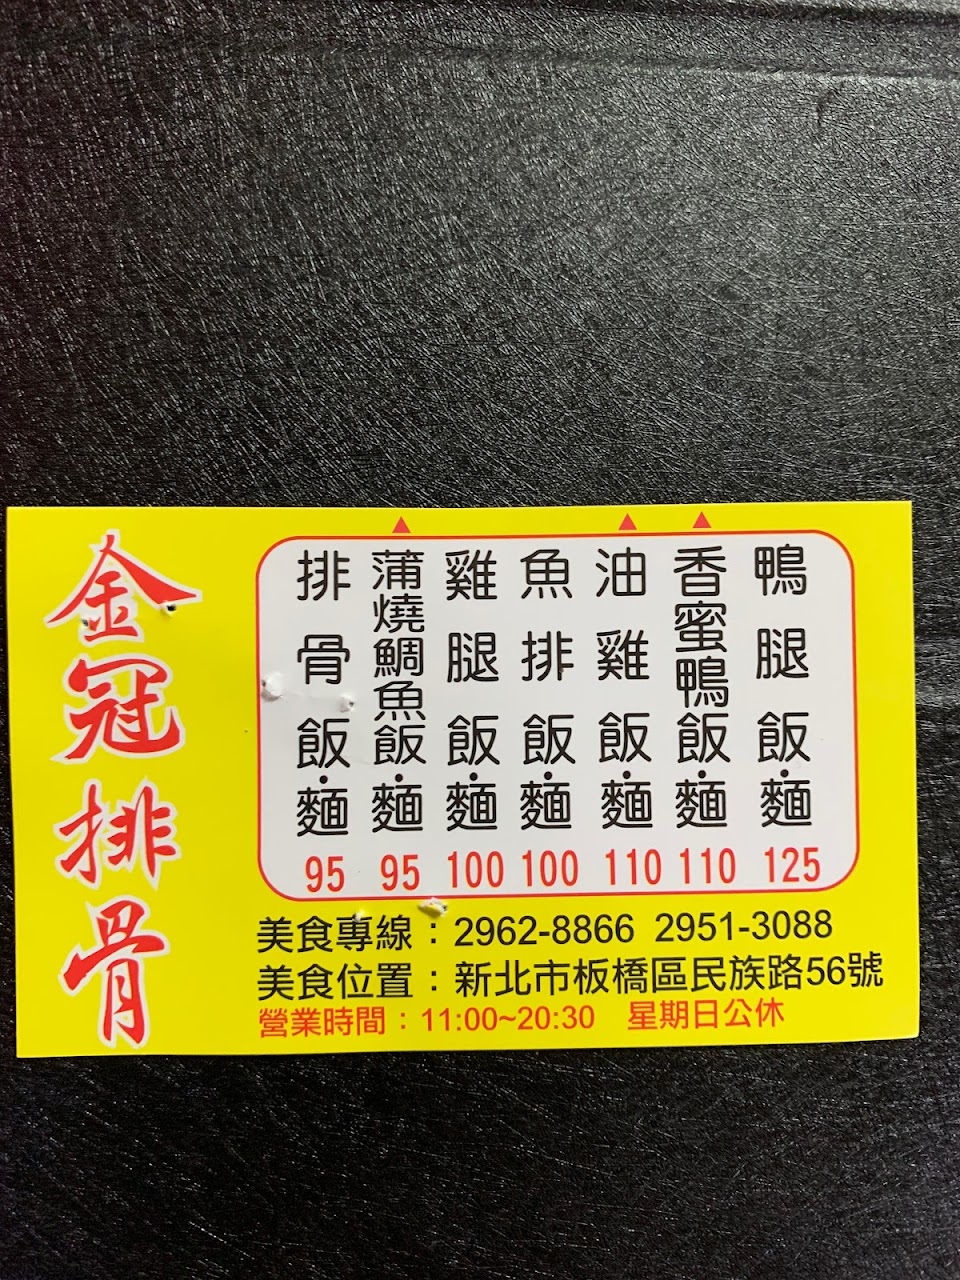 金冠排骨
排骨飯·麵 95
▲蒲燒鯛魚飯·麵 95
雞腿飯·麵 100
魚排飯·麵 100
▲油雞飯·麵 110
▲香蜜鴨飯·麵 110
鴨腿飯·麵 125
美食專線：2962-8866 2951-3088
美食位置：新北市板橋區民族路56號
營業時間：11:00~20:30 星期日公休